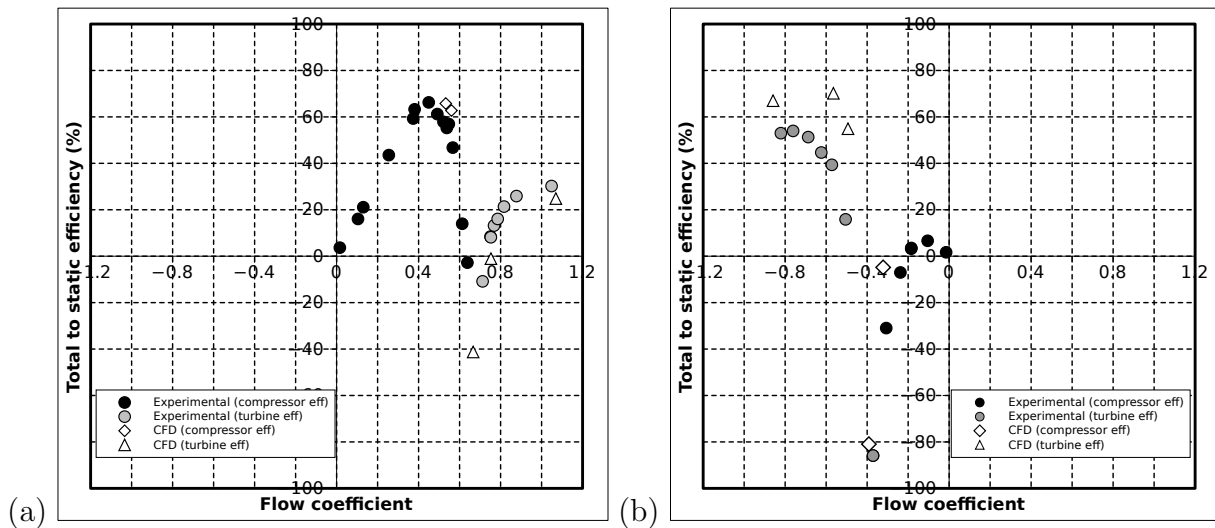 100
80
60
40
20
0
−20
−40
−80
100
−1.2
−0.8
−0.4
0
0.4
0.8
1.2
Total to static efficiency (%)
Flow coefficient
Experimental (compressor eff)
Experimental (turbine eff)
CFD (compressor eff)
CFD (turbine eff)
(a)
100
80
60
40
20
0
−20
−40
−80
100
−1.2
−0.8
−0.4
0
0.4
0.8
1.2
Total to static efficiency (%)
Flow coefficient
Experimental (compressor eff)
Experimental (turbine eff)
CFD (compressor eff)
CFD (turbine eff)
(b)